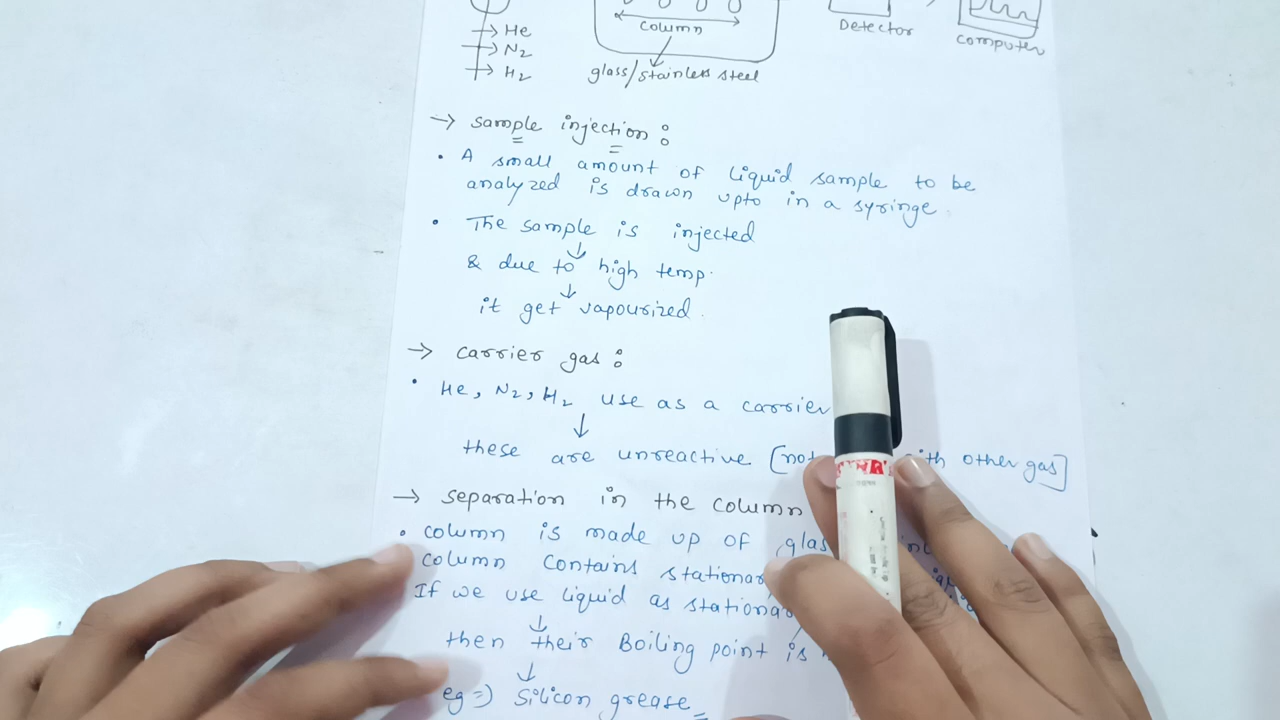 → He
→ N2
→ H2
column
glass/stainless steel
Detector
computer
→ sample injection :
• A small amount of liquid sample to be
analyzed is drawn upto in a syringe.
• The sample is injected
↓
& due to high temp.
↓
it get vapourized.
→ carrier gas :
• He, N2, H2 use as a carrier
↓
these are unreactive [not with other gas]
→ separation in the column
• column is made up of
column contains
If we use liquid as
↓
then their Boiling point is
↓
eg => silicon grease